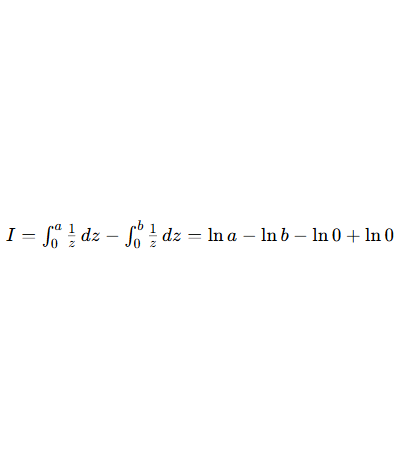 I = ∫₀ᵃ 1/z dz − ∫₀ᵇ 1/z dz = ln a − ln b − ln 0 + ln 0